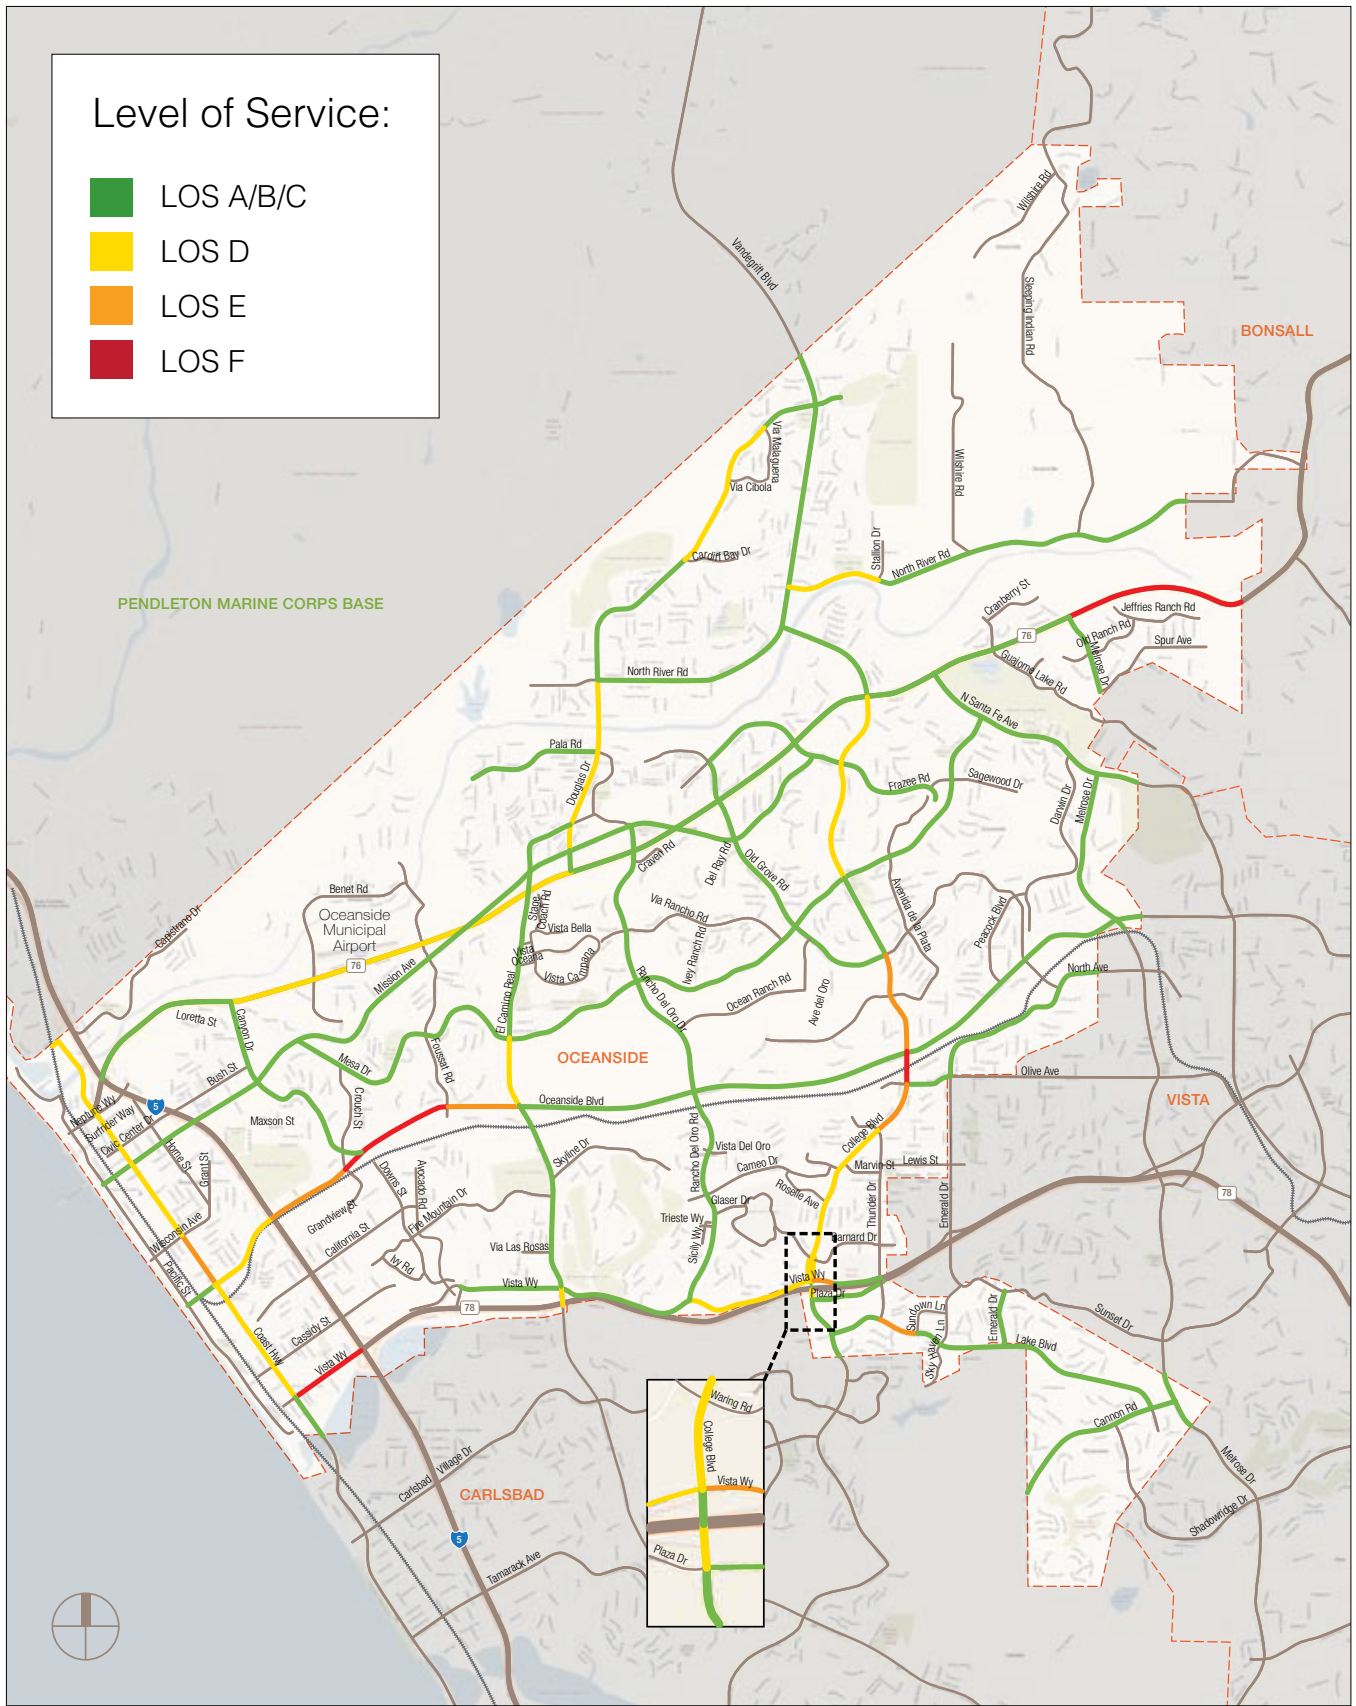 Level of Service:
LOS A/B/C
LOS D
LOS E
LOS F
Wilshire Rd
Vandegrift Blvd
Sleeping Indian Rd
BONSALL
Via Malaguena
Wilshire Rd
Via Cibola
Stallion Dr
Cardiff Bay Dr
North River Rd
PENDLETON MARINE CORPS BASE
Cranberry St
Jeffries Ranch Rd
76
Old Ranch Rd
Spur Ave
Melrose Dr
Guajome Lake Rd
North River Rd
N Santa Fe Ave
Pala Rd
Douglas Dr
Frazee Rd
Sagewood Dr
Darwin Dr
Melrose Dr
Craven Rd
Del Ray Rd
Old Grove Rd
Benet Rd
Stage
Coach Rd
Avenida de la Plata
Peacock Blvd
Capistrano Dr
Oceanside
Municipal
Airport
Via Rancho Rd
Vista Bella
Vista
Oceana
Vista Campana
Ivey Ranch Rd
76
Mission Ave
Rancho Del Oro Dr
Ocean Ranch Rd
Ave del Oro
North Ave
El Camino Real
Loretta St
Canyon Dr
Foussat Rd
OCEANSIDE
Mesa Dr
Bush St
Crouch St
Olive Ave
Neptune Wy
5
Oceanside Blvd
VISTA
Surfrider Way
Civic Center Dr
Maxson St
Rancho Del Oro Rd
College Blvd
Home St
Grant St
Skyline Dr
Vista Del Oro
Cameo Dr
Marvin St
Lewis St
Downs St
Avocado Rd
Roselle Ave
Thunder Dr
Emerald Dr
78
Glaser Dr
Fire Mountain Dr
Grandview St
California St
Trieste Wy
Sicily Wy
Wisconsin Ave
Via Las Rosas
Barnard Dr
Ivy Rd
Pacific St
Vista Wy
Vista Wy
Plaza Dr
78
Sundown Ln
Emerald Dr
Sunset Dr
Cassidy St
Coast Hwy
Vista Wy
Sky Haven Ln
Lake Blvd
Waring Rd
College Blvd
Cannon Rd
Vista Wy
Melrose Dr
Carlsbad Village Dr
CARLSBAD
Shadowridge Dr
5
Plaza Dr
Tamarack Ave